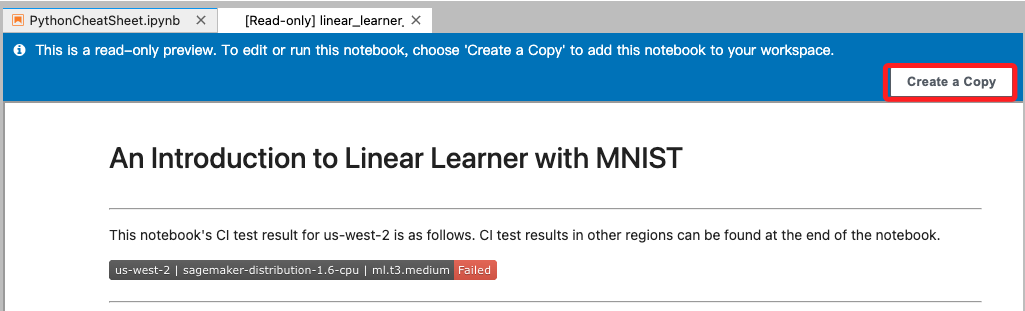 PythonCheatSheet.ipynb
[Read-only] linear_learner_
This is a read-only preview. To edit or run this notebook, choose 'Create a Copy' to add this notebook to your workspace.
Create a Copy
An Introduction to Linear Learner with MNIST
This notebook's CI test result for us-west-2 is as follows. CI test results in other regions can be found at the end of the notebook.
us-west-2 | sagemaker-distribution-1.6-cpu | ml.t3.medium Failed